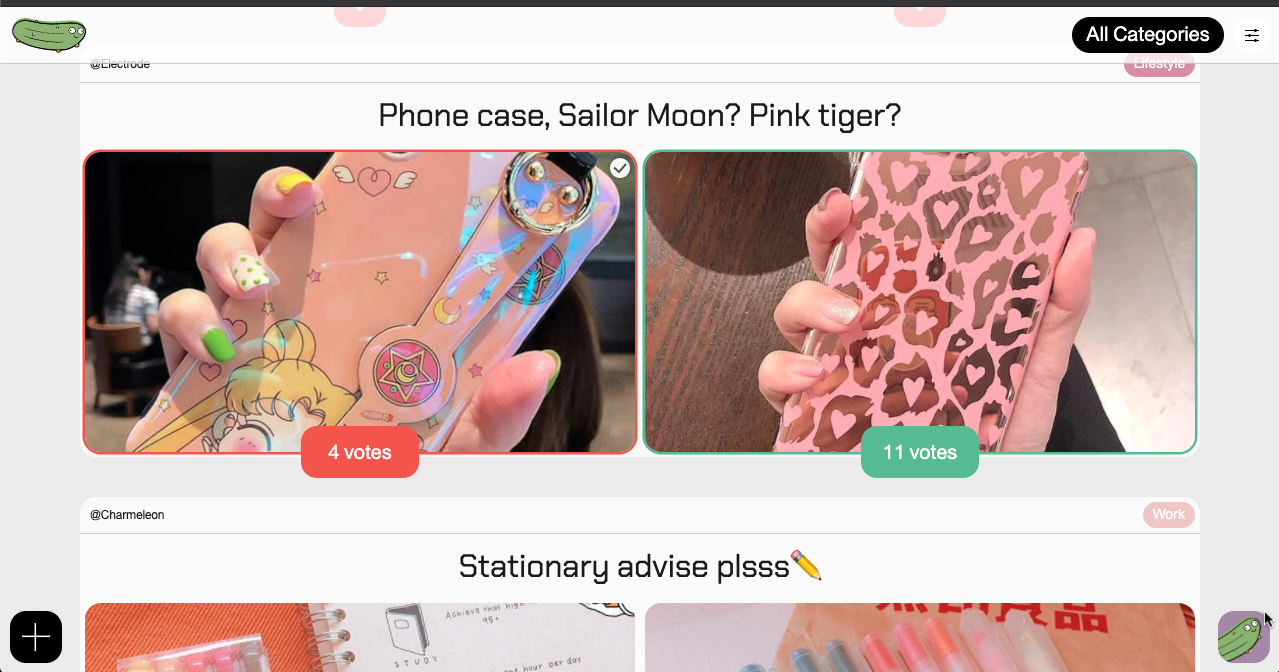 All Categories
@Electrode
Lifestyle
Phone case, Sailor Moon? Pink tiger?
4 votes
11 votes
@Charmeleon
Work
Stationary advise plsss✏️
Achieve that high
95+
STUDY
one hour per day